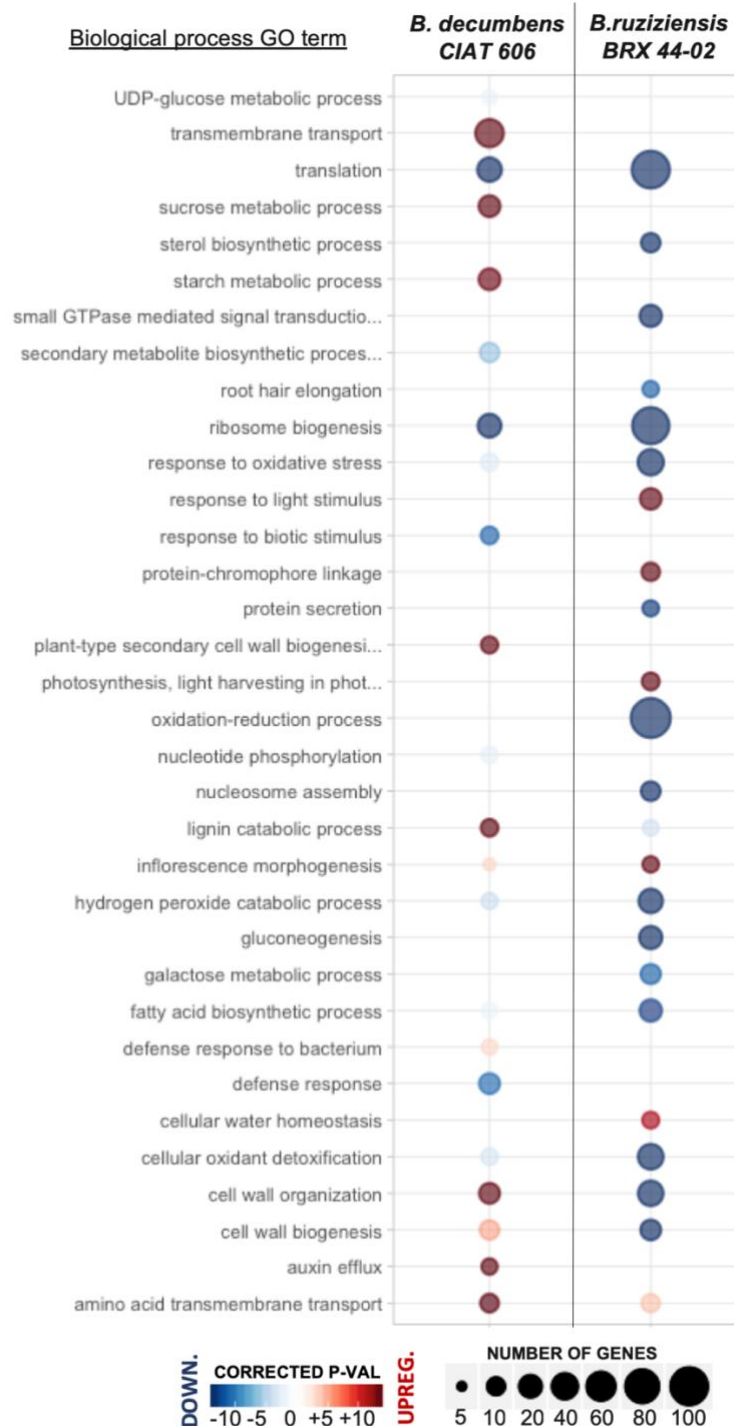 Biological process GO term
B. decumbens
CIAT 606
B.ruziziensis
BRX 44-02
UDP-glucose metabolic process
transmembrane transport
translation
sucrose metabolic process
sterol biosynthetic process
starch metabolic process
small GTPase mediated signal transductio...
secondary metabolite biosynthetic proces...
root hair elongation
ribosome biogenesis
response to oxidative stress
response to light stimulus
response to biotic stimulus
protein-chromophore linkage
protein secretion
plant-type secondary cell wall biogenesi...
photosynthesis, light harvesting in phot...
oxidation-reduction process
nucleotide phosphorylation
nucleosome assembly
lignin catabolic process
inflorescence morphogenesis
hydrogen peroxide catabolic process
gluconeogenesis
galactose metabolic process
fatty acid biosynthetic process
defense response to bacterium
defense response
cellular water homeostasis
cellular oxidant detoxification
cell wall organization
cell wall biogenesis
auxin efflux
amino acid transmembrane transport
DOWN.
CORRECTED P-VAL
-10 -5 0 +5 +10
UPREG.
NUMBER OF GENES
5 10 20 40 60 80 100